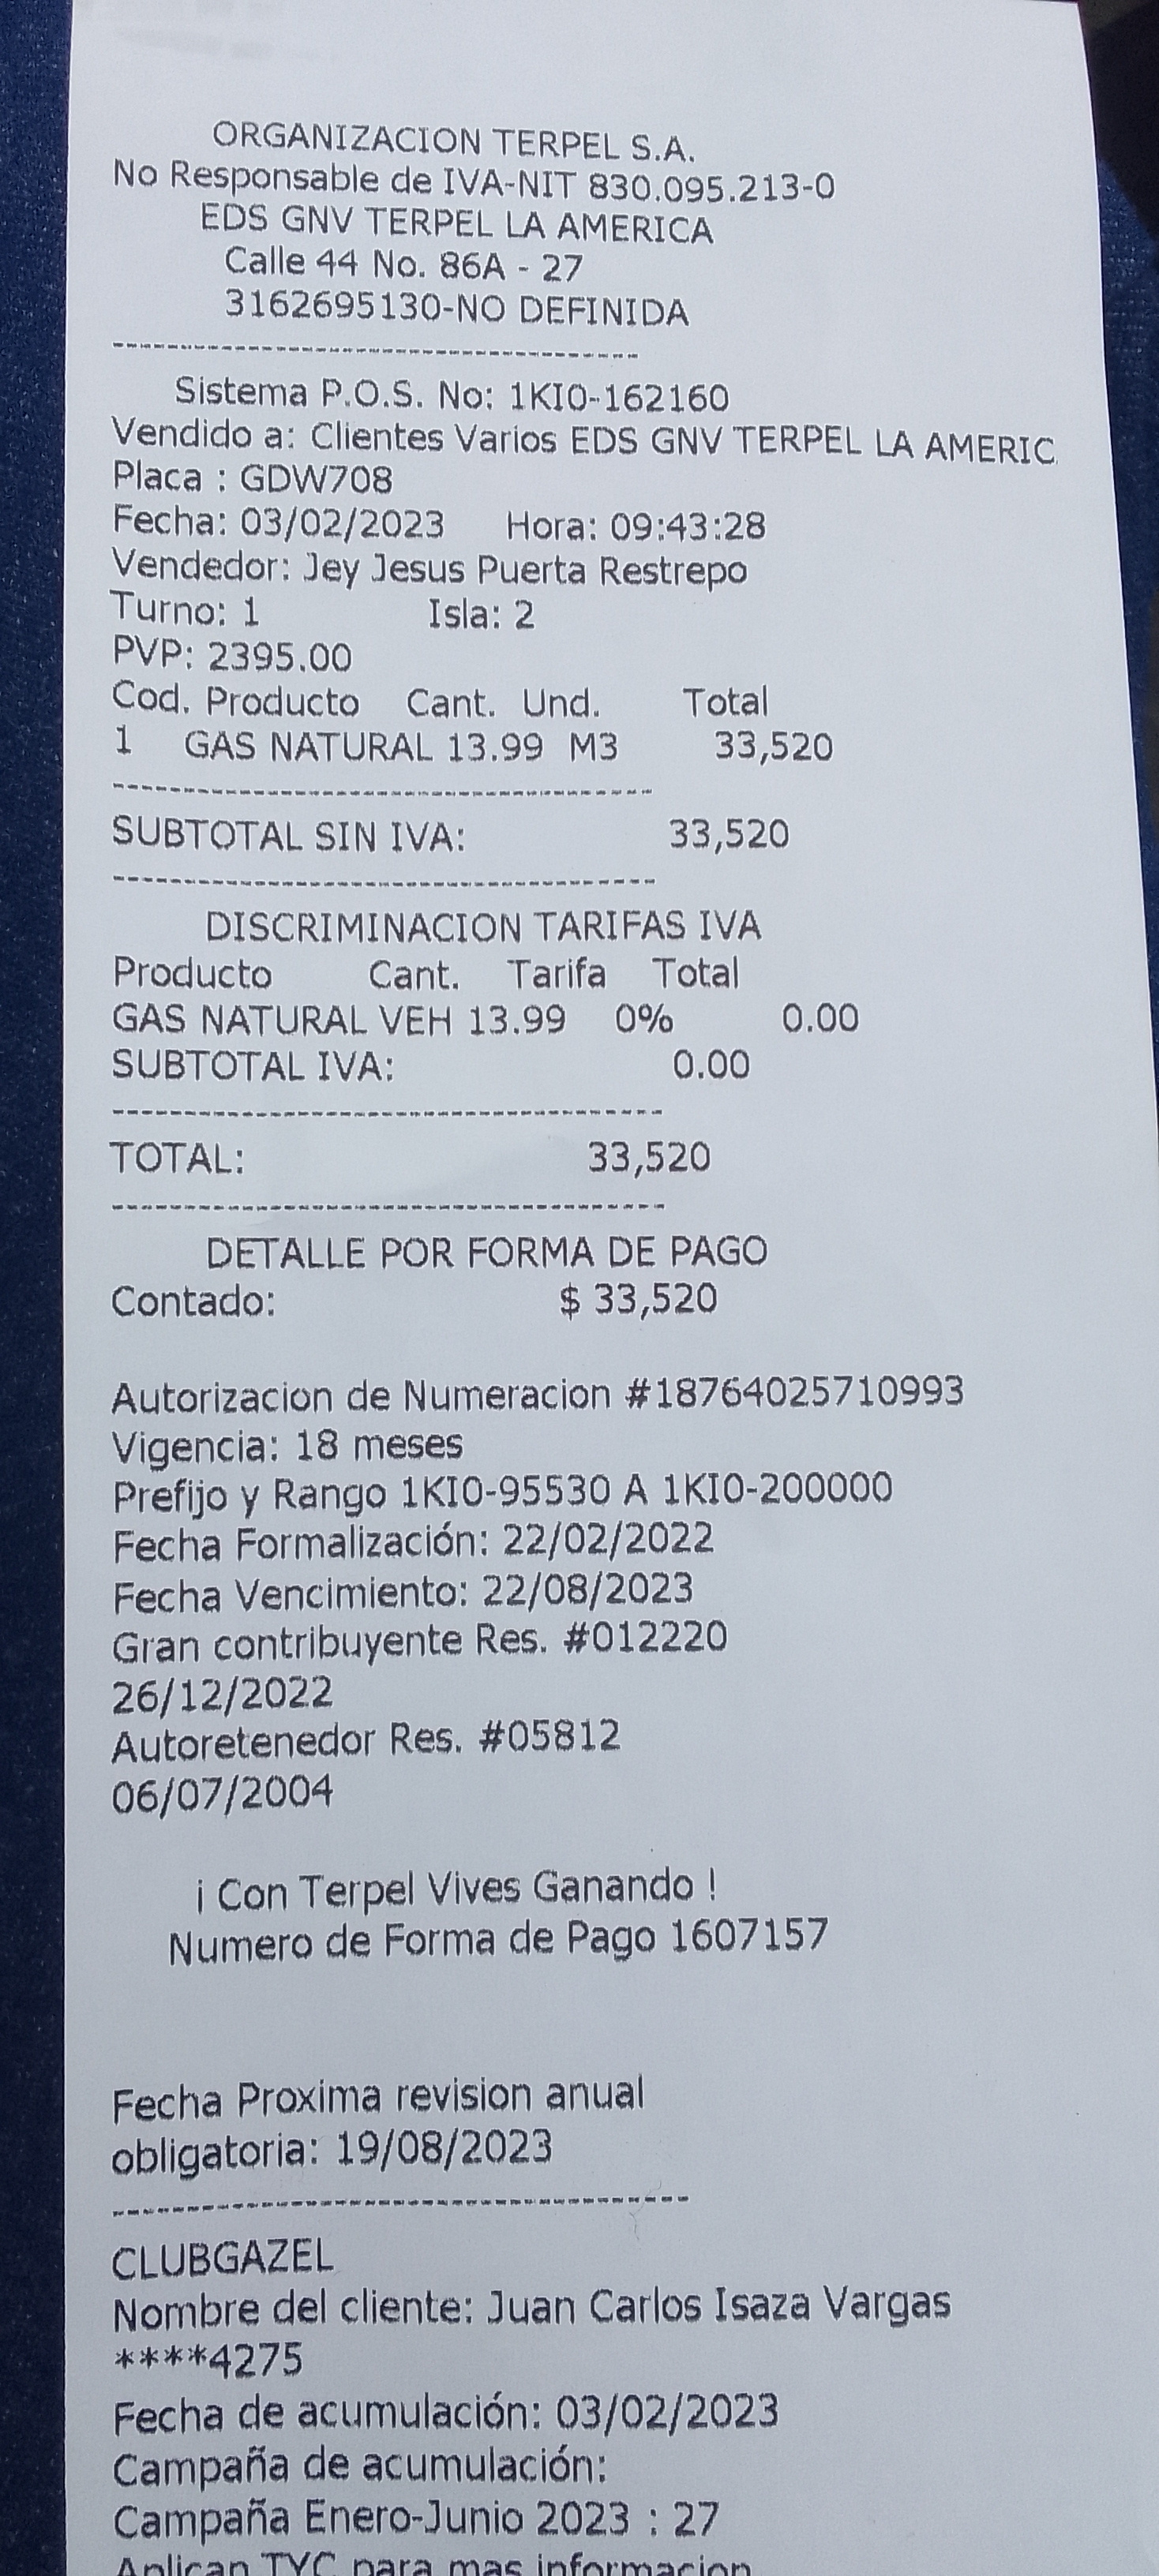 ORGANIZACION TERPEL S.A.
No Responsable de IVA-NIT 830.095.213-0
EDS GNV TERPEL LA AMERICA
Calle 44 No. 86A - 27
3162695130-NO DEFINIDA
----------------------------------------
Sistema P.O.S. No: 1KI0-162160
Vendido a: Clientes Varios EDS GNV TERPEL LA AMERIC
Placa : GDW708
Fecha: 03/02/2023 Hora: 09:43:28
Vendedor: Jey Jesus Puerta Restrepo
Turno: 1 Isla: 2
PVP: 2395.00
Cod. Producto Cant. Und. Total
1 GAS NATURAL 13.99 M3 33,520
----------------------------------------
SUBTOTAL SIN IVA: 33,520
----------------------------------------
DISCRIMINACION TARIFAS IVA
Producto Cant. Tarifa Total
GAS NATURAL VEH 13.99 0% 0.00
SUBTOTAL IVA: 0.00
----------------------------------------
TOTAL: 33,520
----------------------------------------
DETALLE POR FORMA DE PAGO
Contado: $ 33,520
Autorizacion de Numeracion #18764025710993
Vigencia: 18 meses
Prefijo y Rango 1KI0-95530 A 1KI0-200000
Fecha Formalización: 22/02/2022
Fecha Vencimiento: 22/08/2023
Gran contribuyente Res. #012220
26/12/2022
Autoretenedor Res. #05812
06/07/2004
¡ Con Terpel Vives Ganando !
Numero de Forma de Pago 1607157
Fecha Proxima revision anual
obligatoria: 19/08/2023
----------------------------------------
CLUBGAZEL
Nombre del cliente: Juan Carlos Isaza Vargas
****4275
Fecha de acumulación: 03/02/2023
Campaña de acumulación:
Campaña Enero-Junio 2023 : 27
Aplican TYC para mas informacion